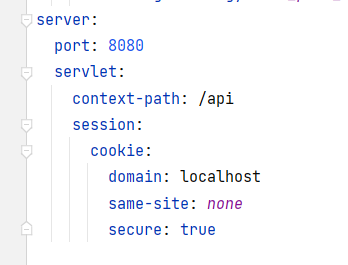 server:
  port: 8080
  servlet:
    context-path: /api
    session:
      cookie:
        domain: localhost
        same-site: none
        secure: true